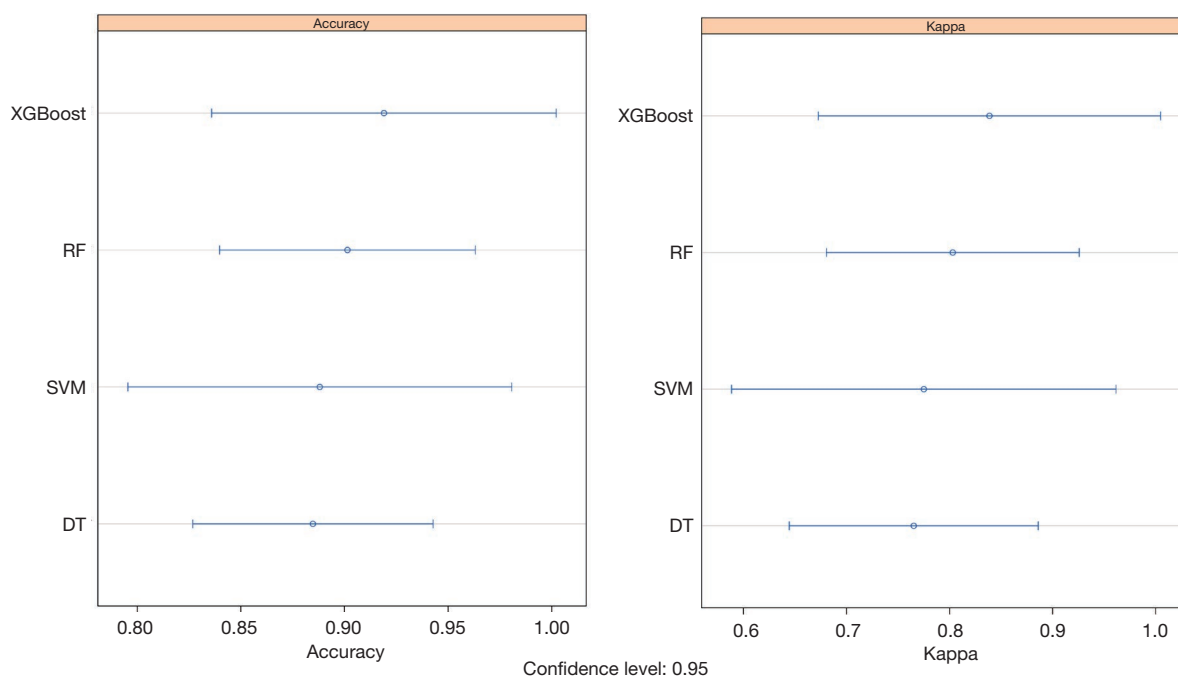 Accuracy
XGBoost
RF
SVM
DT
0.80 0.85 0.90 0.95 1.00
Accuracy
Kappa
XGBoost
RF
SVM
DT
0.6 0.7 0.8 0.9 1.0
Kappa
Confidence level: 0.95